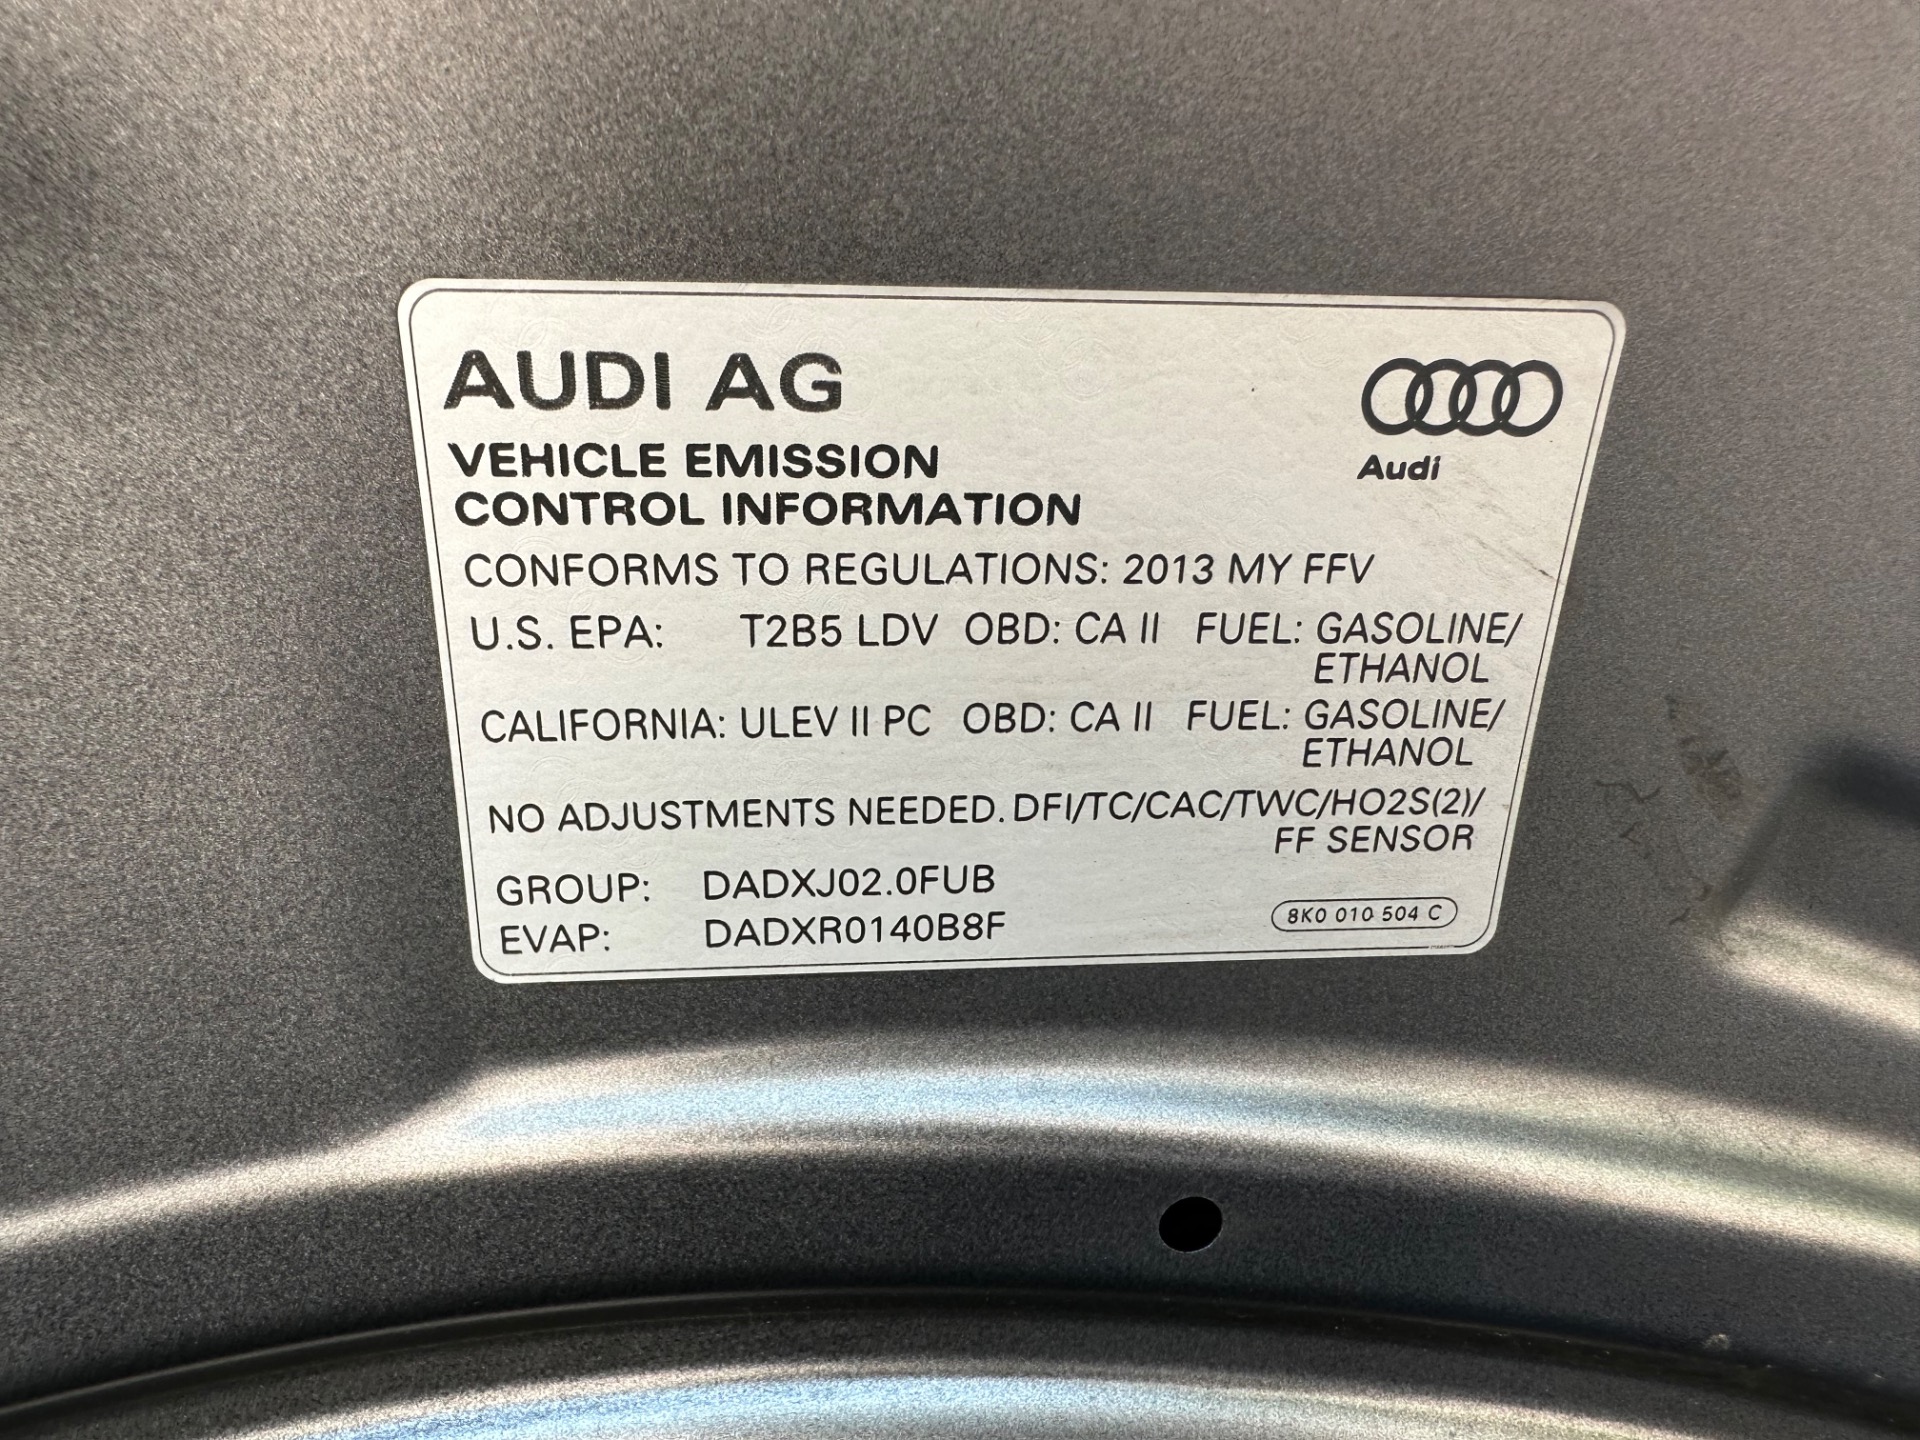 AUDI AG
Audi
VEHICLE EMISSION
CONTROL INFORMATION
CONFORMS TO REGULATIONS: 2013 MY FFV
U.S. EPA: T2B5 LDV OBD: CA II FUEL: GASOLINE/
ETHANOL
CALIFORNIA: ULEV II PC OBD: CA II FUEL: GASOLINE/
ETHANOL
NO ADJUSTMENTS NEEDED. DFI/TC/CAC/TWC/HO2S(2)/
FF SENSOR
GROUP: DADXJ02.0FUB
EVAP: DADXR0140B8F
8K0 010 504 C